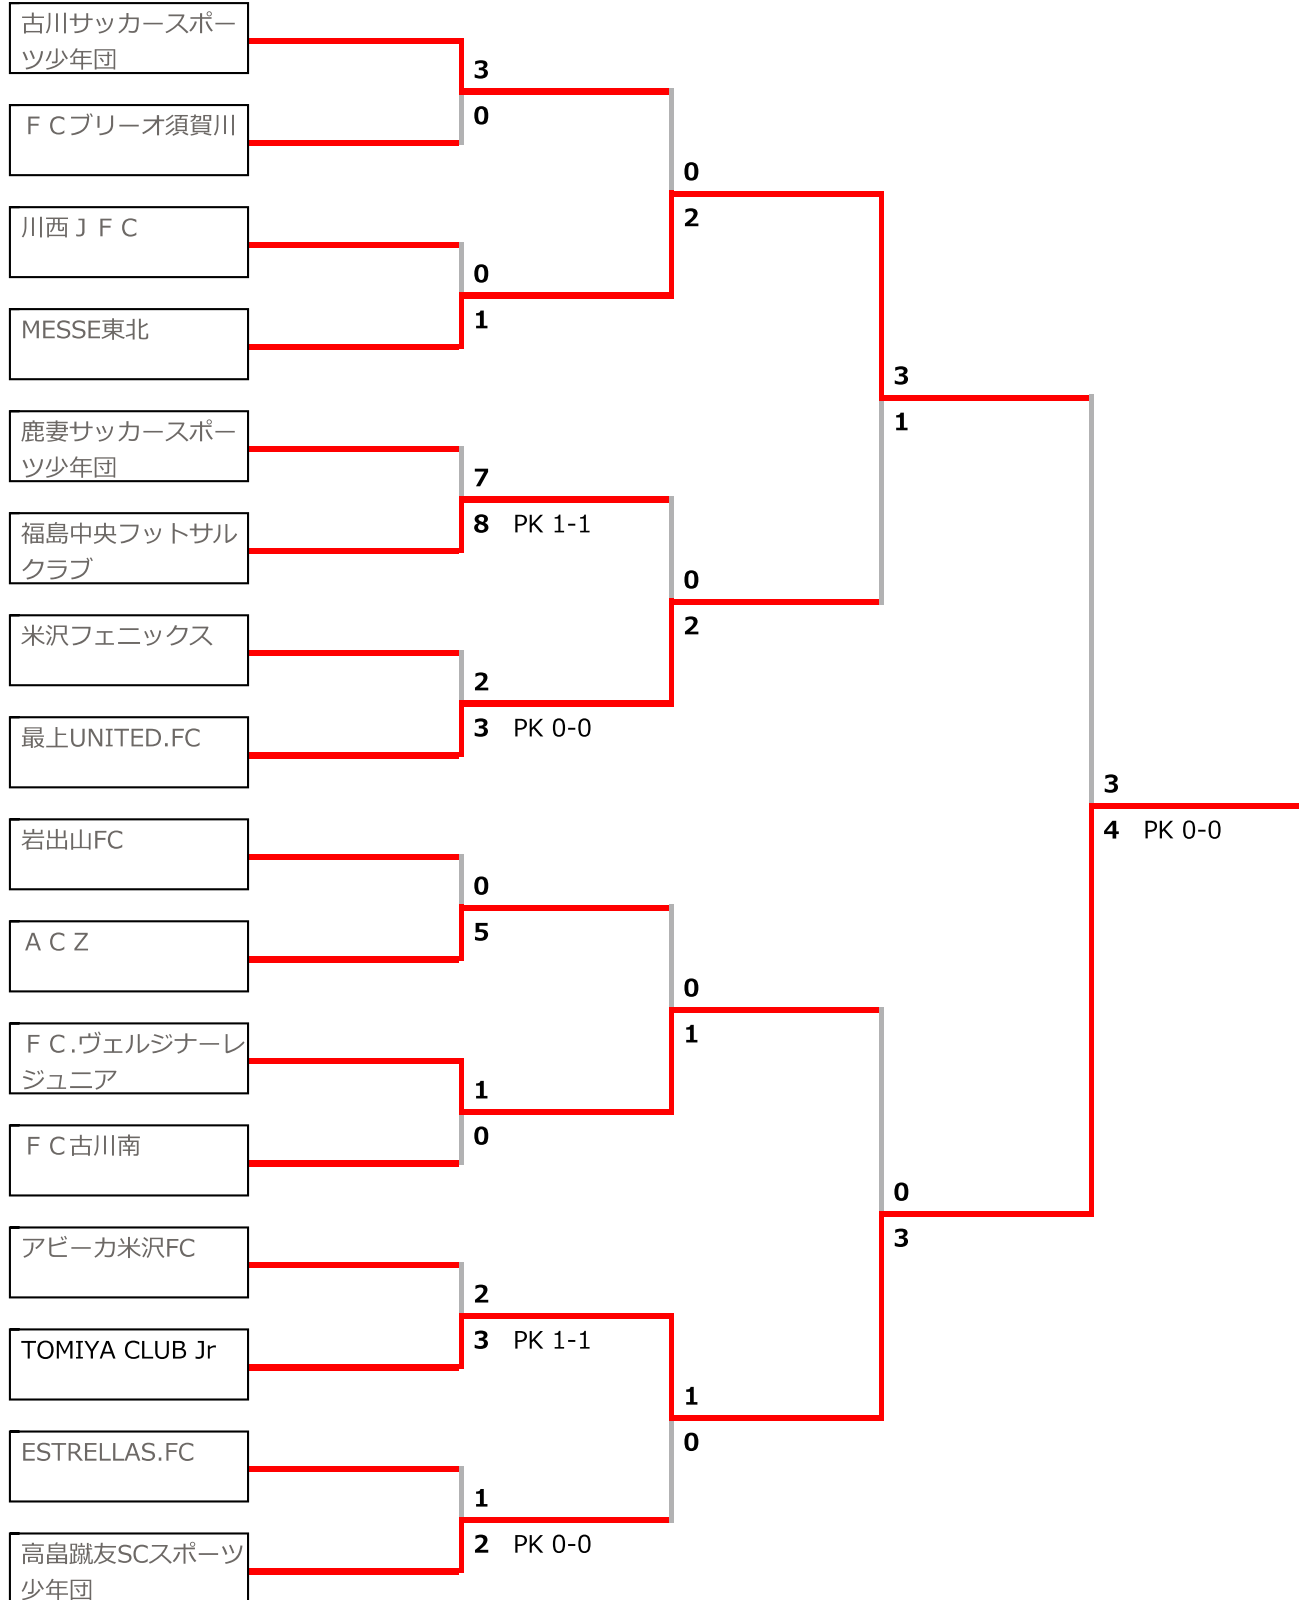 古川サッカースポー
ツ少年団
3
0
ＦＣブリーオ須賀川
0
2
川西ＪＦＣ
0
1
MESSE東北
3
1
鹿妻サッカースポー
ツ少年団
7
8 PK 1-1
福島中央フットサル
クラブ
0
2
米沢フェニックス
2
3 PK 0-0
最上UNITED.FC
3
4 PK 0-0
岩出山FC
0
5
ＡＣＺ
0
1
ＦＣ.ヴェルジナーレ
ジュニア
1
0
ＦＣ古川南
0
3
アビーカ米沢FC
2
3 PK 1-1
TOMIYA CLUB Jr
1
0
ESTRELLAS.FC
1
2 PK 0-0
高畠蹴友SCスポーツ
少年団